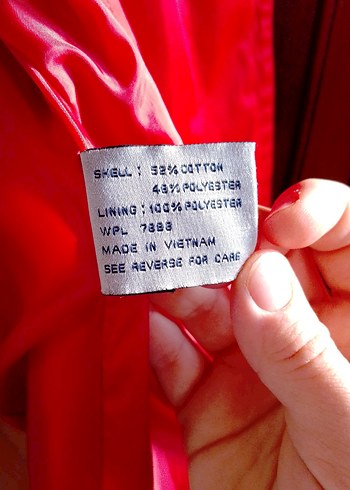 SHELL: 52% COTTON
48% POLYESTER
LINING: 100% POLYESTER
WPL 7883
MADE IN VIETNAM
SEE REVERSE FOR CARE